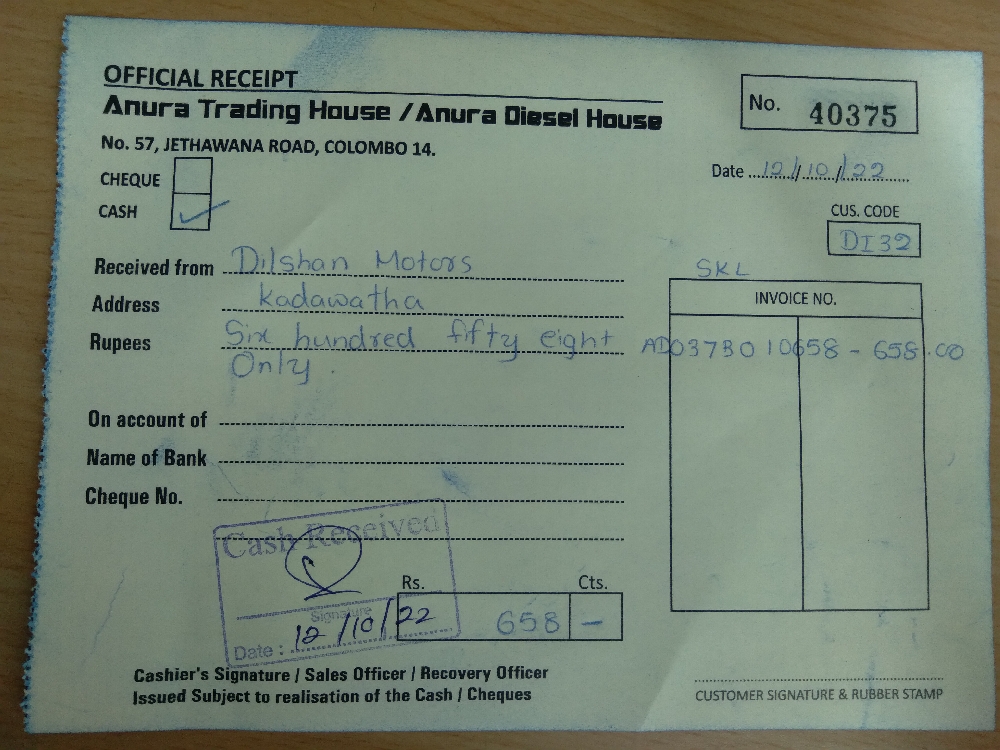 OFFICIAL RECEIPT
Anura Trading House / Anura Diesel House
No. 57, JETHAWANA ROAD, COLOMBO 14.
No. 40375
Date 12/10/22
CHEQUE
CASH ✓
CUS. CODE
DI32
Received from Dilshan Motors
SKL
Address Kadawatha
INVOICE NO.
Rupees Six hundred fifty eight
AD037B010658 - 658.00
Only.
On account of
Name of Bank
Cheque No.
Cash Received
Signature
Date : 12/10/22
Rs. Cts.
658 -
Cashier's Signature / Sales Officer / Recovery Officer
Issued Subject to realisation of the Cash / Cheques
CUSTOMER SIGNATURE & RUBBER STAMP